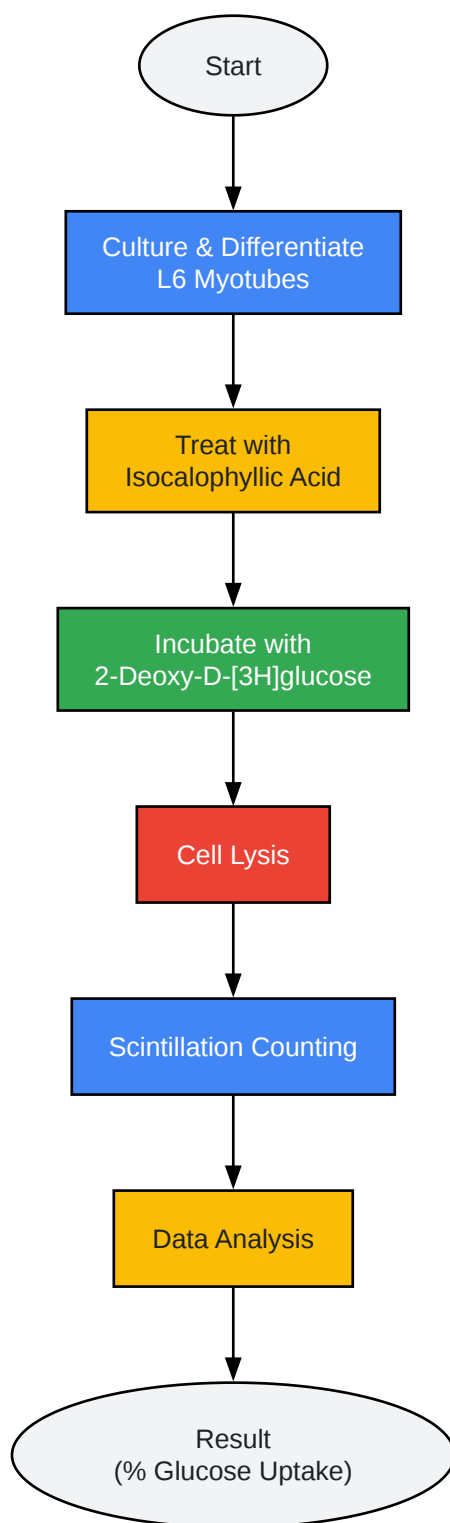 Start
Culture & Differentiate
L6 Myotubes
Treat with
Isocalophyllic Acid
Incubate with
2-Deoxy-D-[3H]glucose
Cell Lysis
Scintillation Counting
Data Analysis
Result
(% Glucose Uptake)